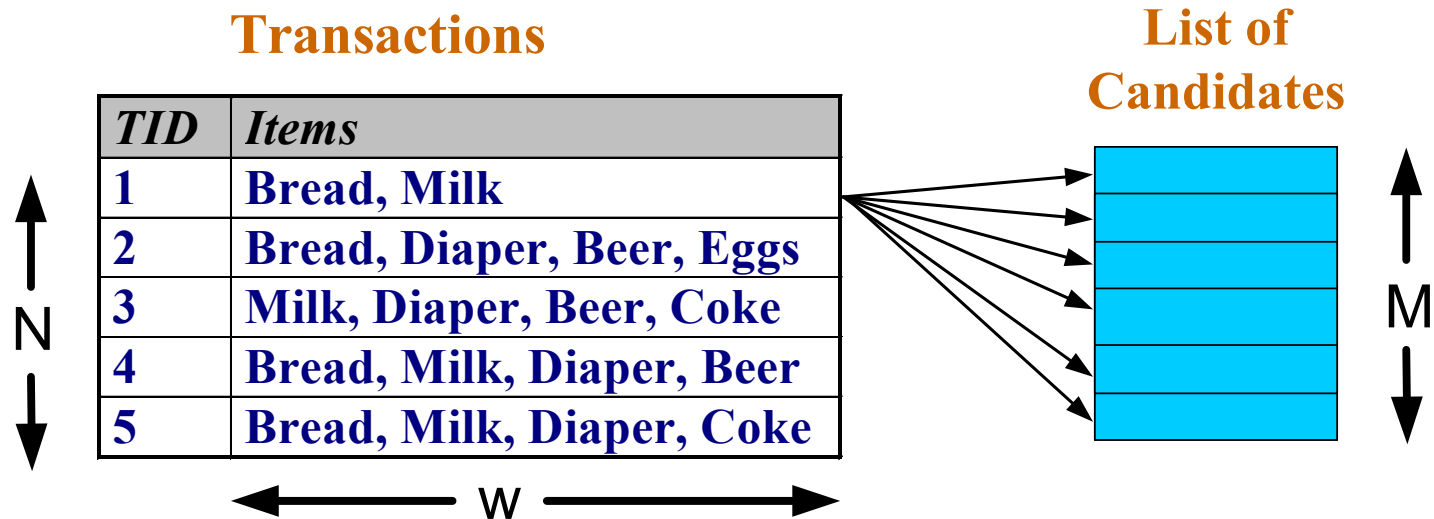 Transactions
List of
Candidates
TID Items
1 Bread, Milk
2 Bread, Diaper, Beer, Eggs
3 Milk, Diaper, Beer, Coke
4 Bread, Milk, Diaper, Beer
5 Bread, Milk, Diaper, Coke
N
M
w